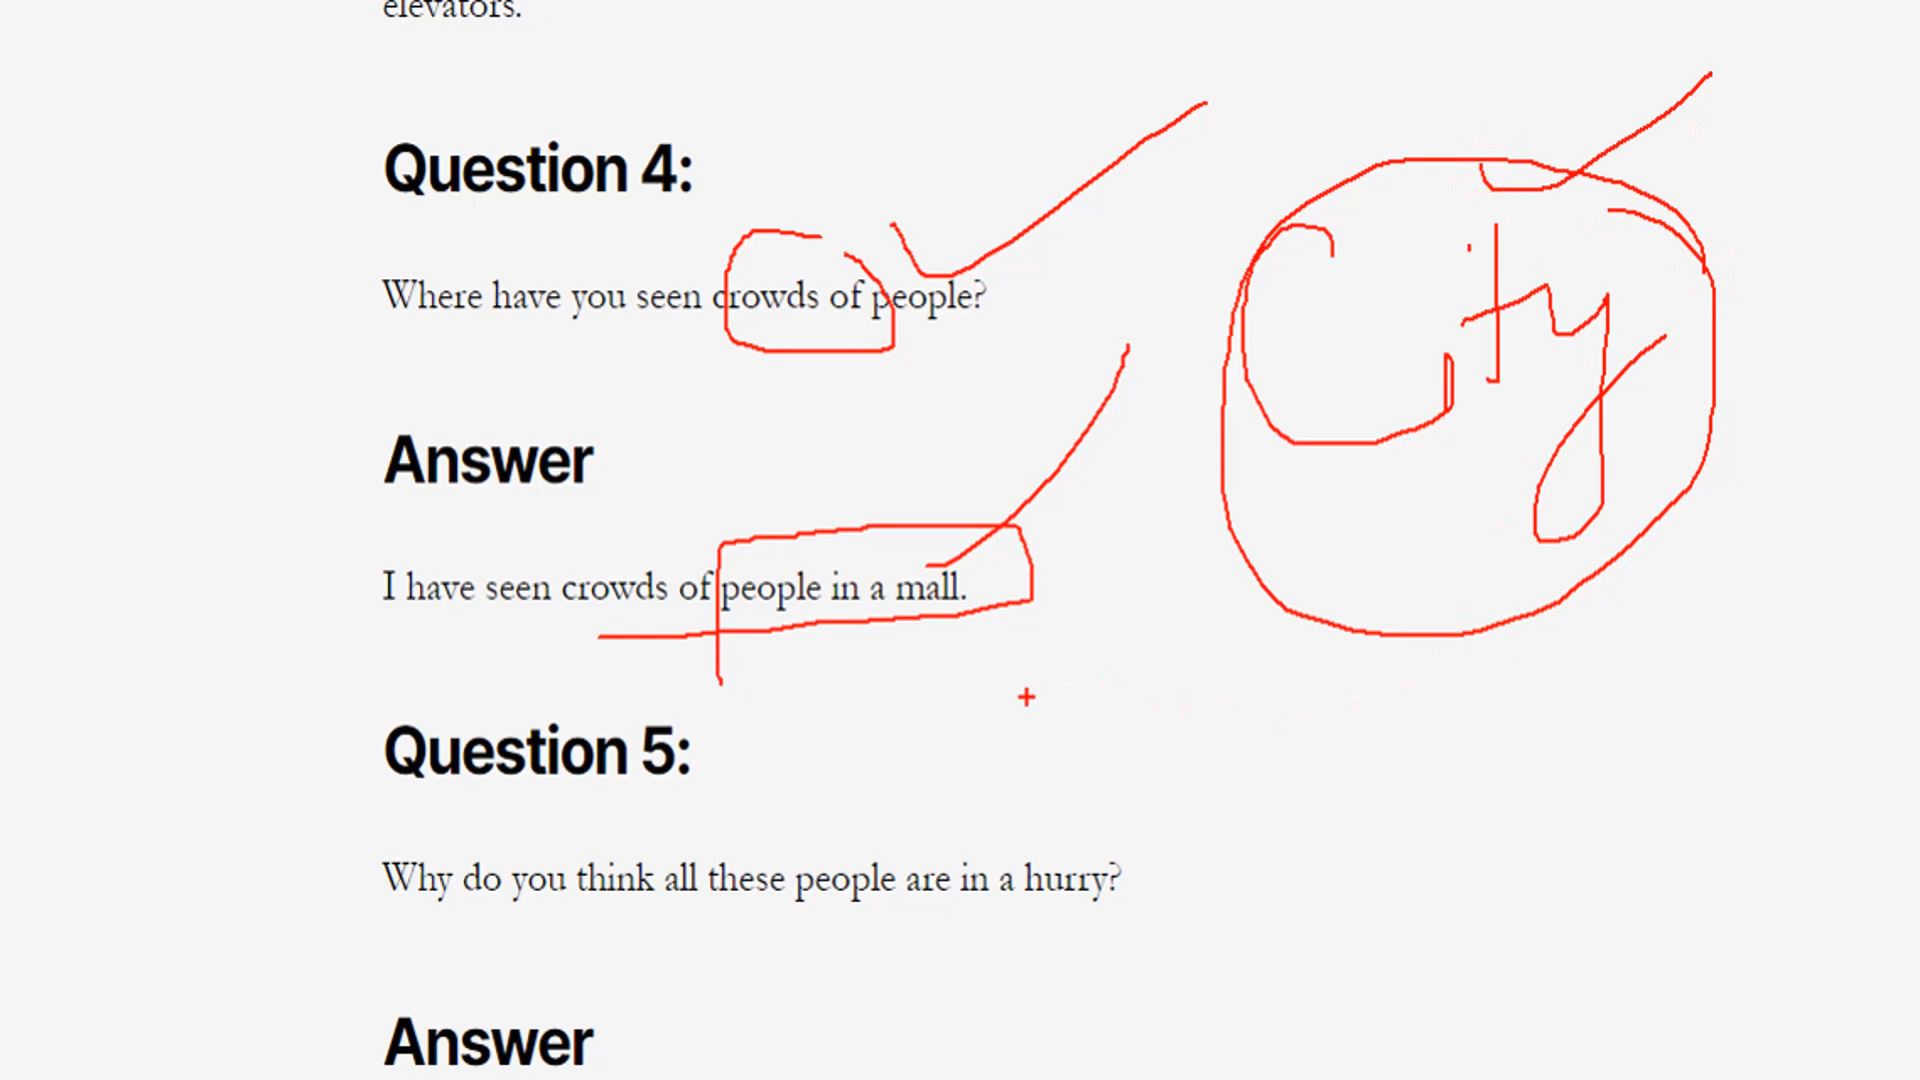 elevators.
Question 4:
Where have you seen crowds of people?
city
Answer
I have seen crowds of people in a mall.
Question 5:
Why do you think all these people are in a hurry?
Answer